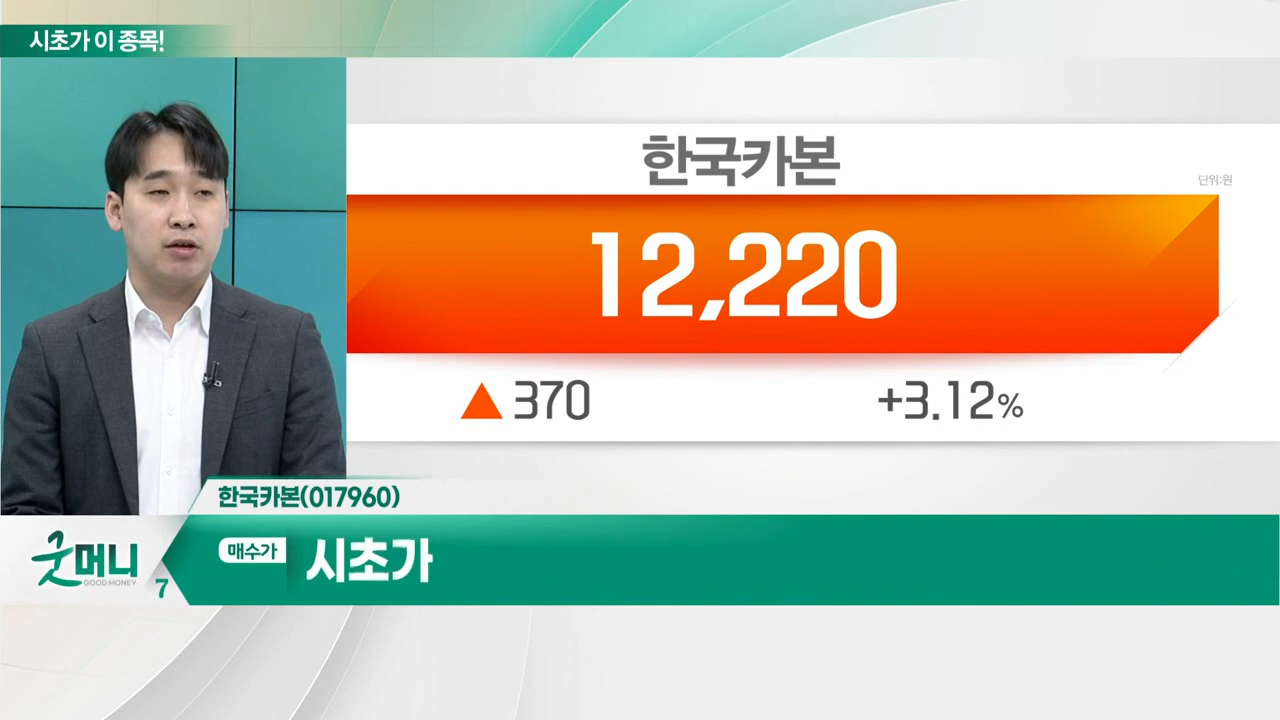 시초가 이 종목!
한국카본
단위:원
12,220
▲ 370 +3.12%
한국카본(017960)
매수가 시초가
굿머니
GOOD MONEY
7